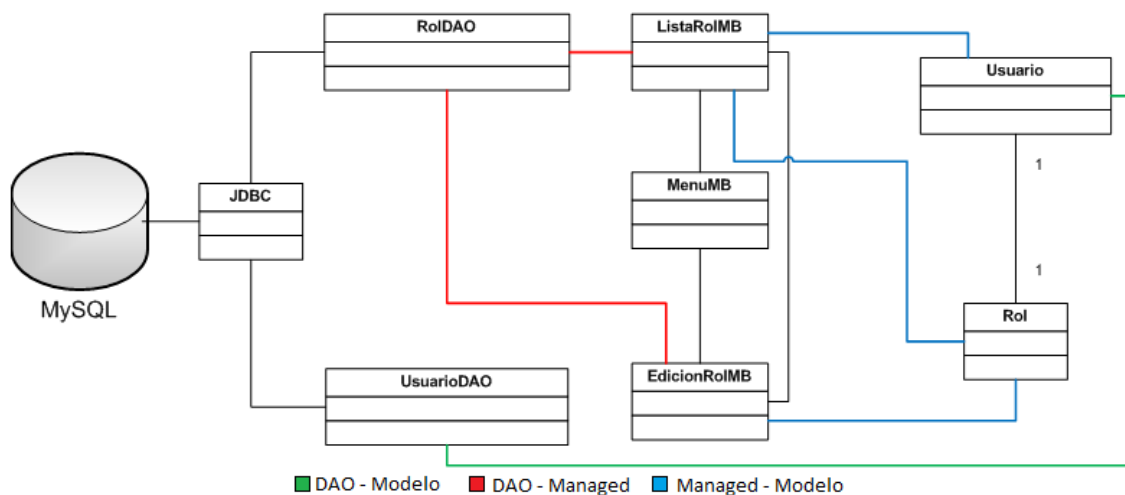 RolDAO
ListaRolMB
Usuario
JDBC
MenuMB
1
1
MySQL
Rol
UsuarioDAO
EdicionRolMB
DAO - Modelo
DAO - Managed
Managed - Modelo